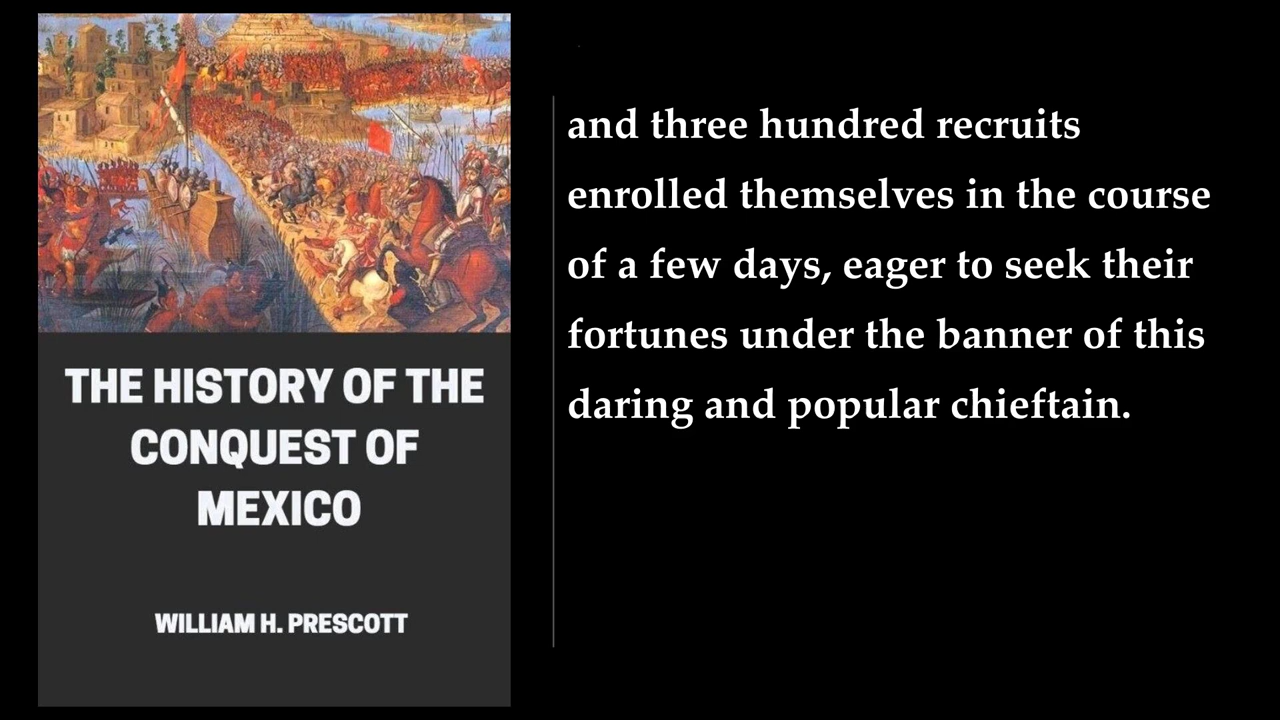 THE HISTORY OF THE
CONQUEST OF
MEXICO
WILLIAM H. PRESCOTT
and three hundred recruits
enrolled themselves in the course
of a few days, eager to seek their
fortunes under the banner of this
daring and popular chieftain.